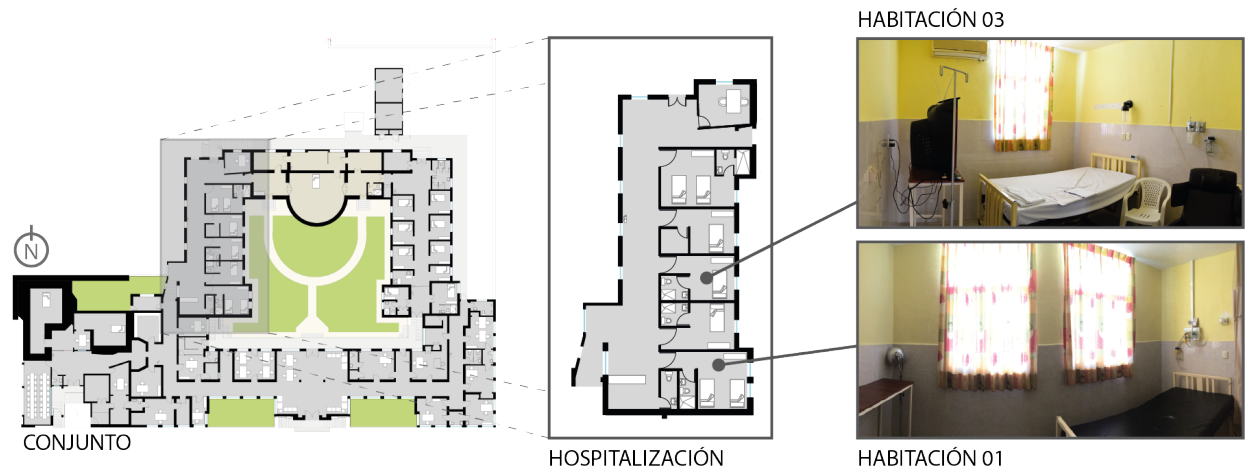 HABITACIÓN 03
N
CONJUNTO
HOSPITALIZACIÓN
HABITACIÓN 01